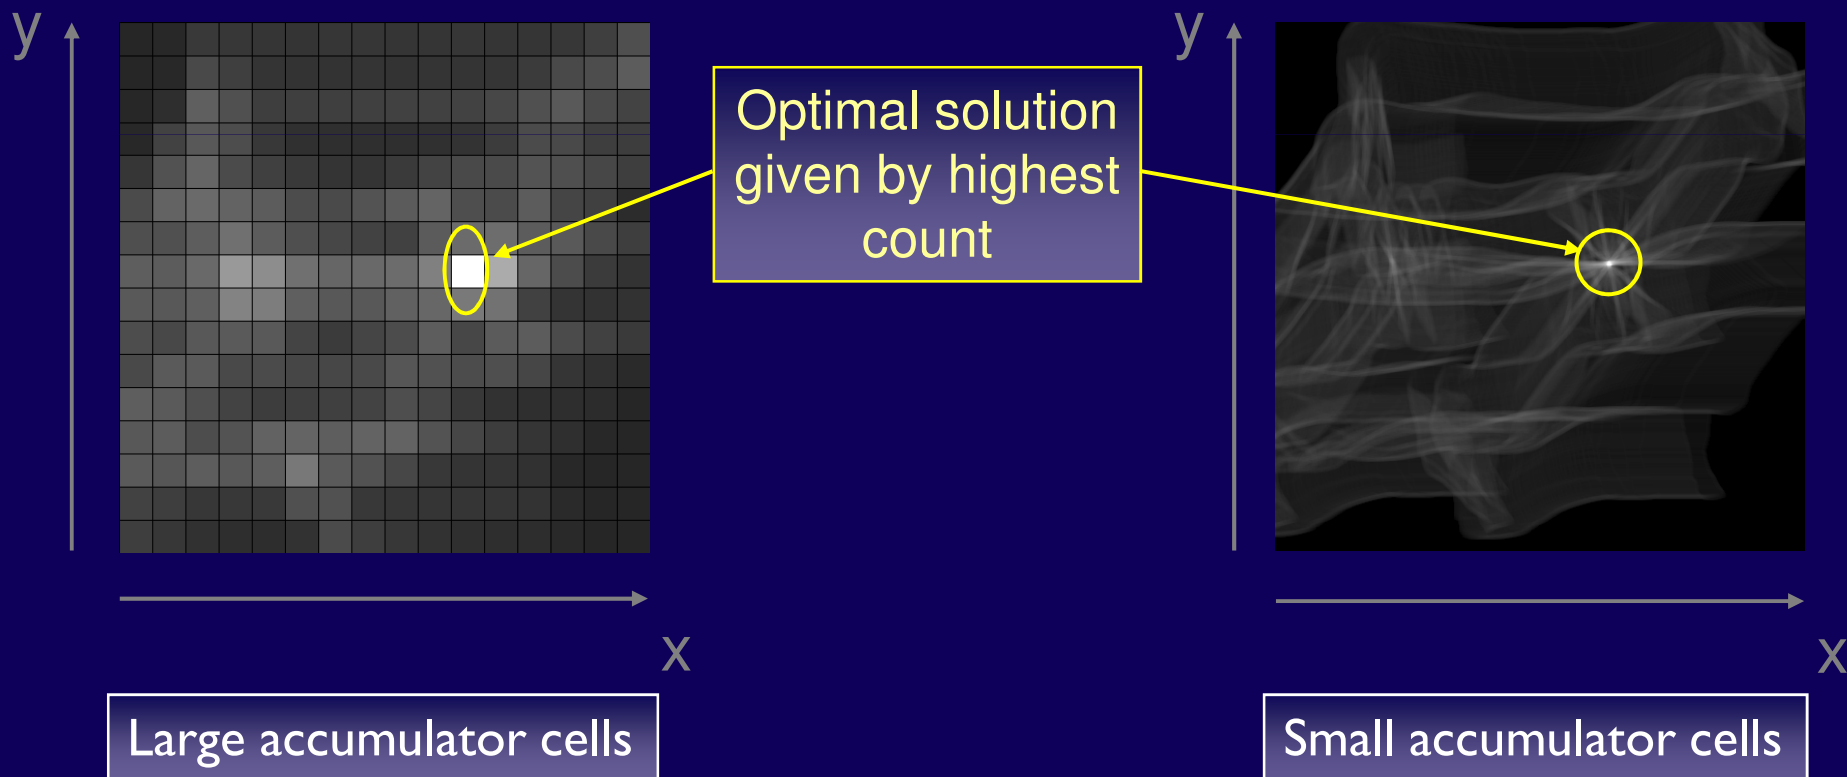 y
y
Optimal solution
given by highest
count
x
x
Large accumulator cells
Small accumulator cells